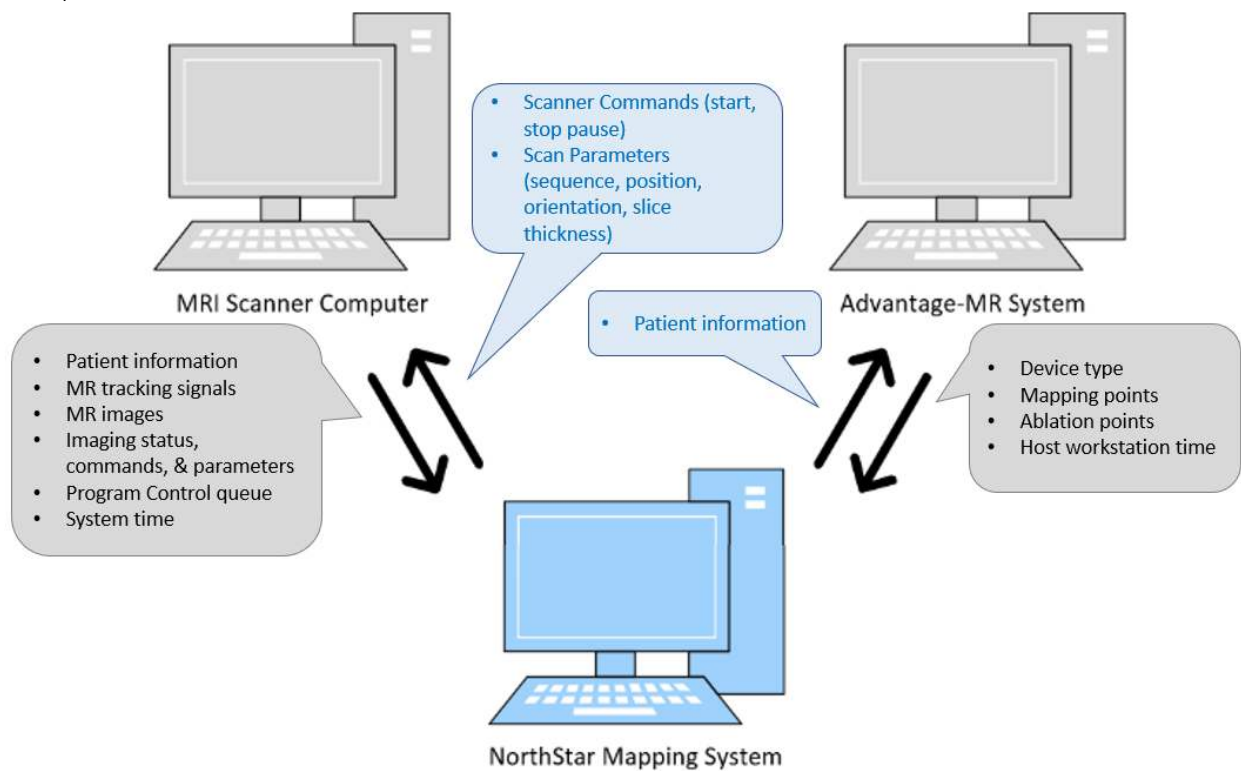 • Scanner Commands (start,
stop pause)
• Scan Parameters
(sequence, position,
orientation, slice
thickness)
MRI Scanner Computer
Advantage-MR System
• Patient information
• Patient information
• MR tracking signals
• MR images
• Imaging status,
commands, & parameters
• Program Control queue
• System time
• Device type
• Mapping points
• Ablation points
• Host workstation time
NorthStar Mapping System